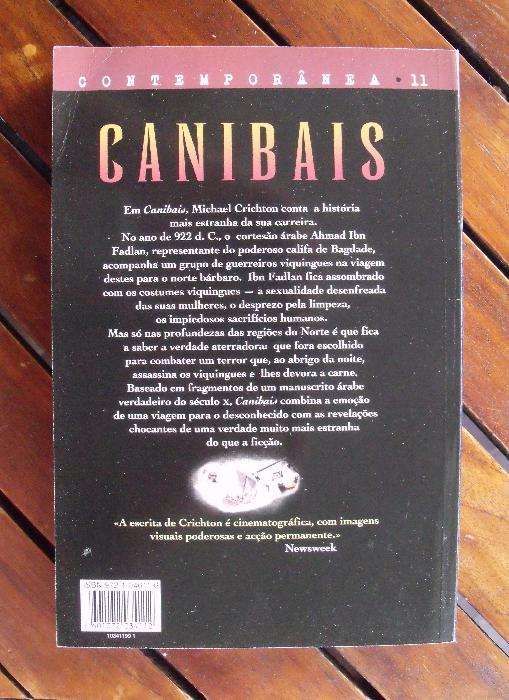 CONTEMPORÂNEA • 11
CANIBAIS
Em Canibais, Michael Crichton conta a história
mais estranha da sua carreira.
No ano de 922 d. C., o cortesão árabe Ahmad Ibn
Fadlan, representante do poderoso califa de Bagdade,
acompanha um grupo de guerreiros viquingues na viagem
destes para o norte bárbaro. Ibn Fadlan fica assombrado
com os costumes viquingues — a sexualidade desenfreada
das suas mulheres, o desprezo pela limpeza,
os impiedosos sacrifícios humanos.
Mas só nas profundezas das regiões do Norte é que fica
a saber a verdade aterradora: que fora escolhido
para combater um terror que, ao abrigo da noite,
assassina os viquingues e lhes devora a carne.
Baseado em fragmentos de um manuscrito árabe
verdadeiro do século X, Canibais combina a emoção
de uma viagem para o desconhecido com as revelações
chocantes de uma verdade muito mais estranha
do que a ficção.
«A escrita de Crichton é cinematográfica, com imagens
visuais poderosas e acção permanente.»
Newsweek
ISBN